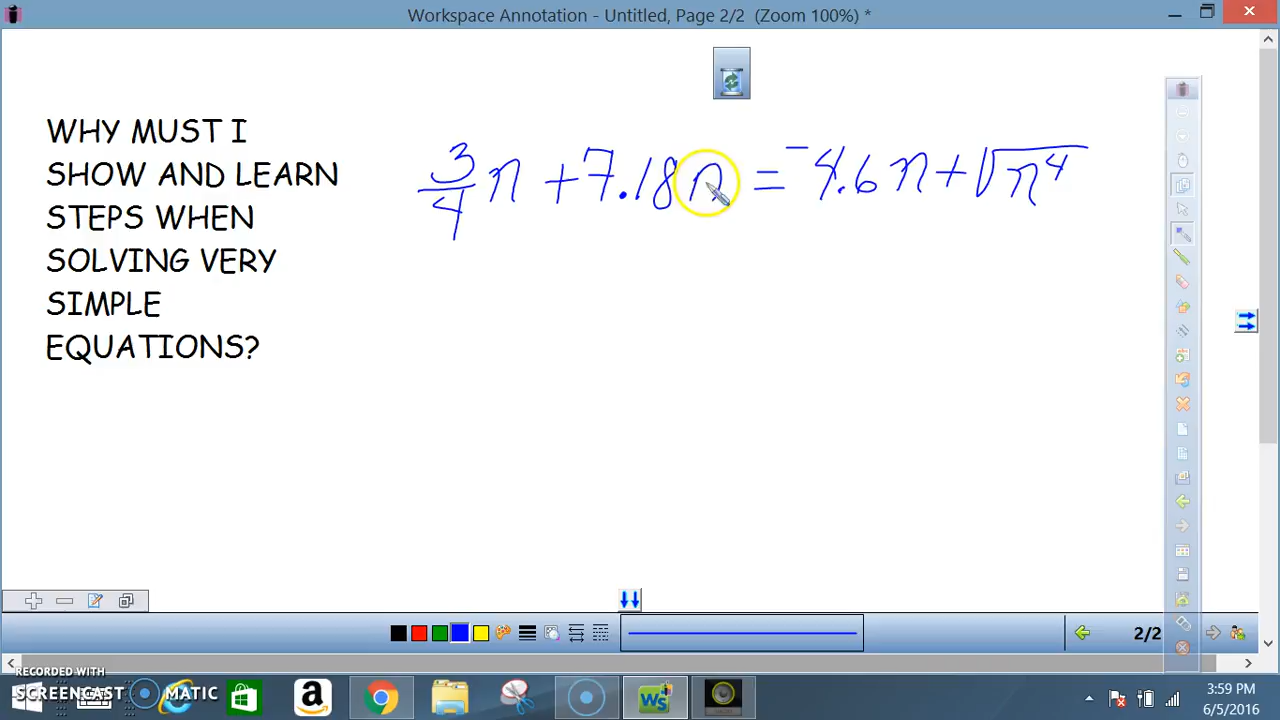 Workspace Annotation - Untitled, Page 2/2 (Zoom 100%) *
WHY MUST I
SHOW AND LEARN
STEPS WHEN
SOLVING VERY
SIMPLE
EQUATIONS?
3/4 n + 7.18n = ⁻4.6n + √n⁴
2/2
RECORDED WITH
SCREENCAST MATIC
3:59 PM
6/5/2016